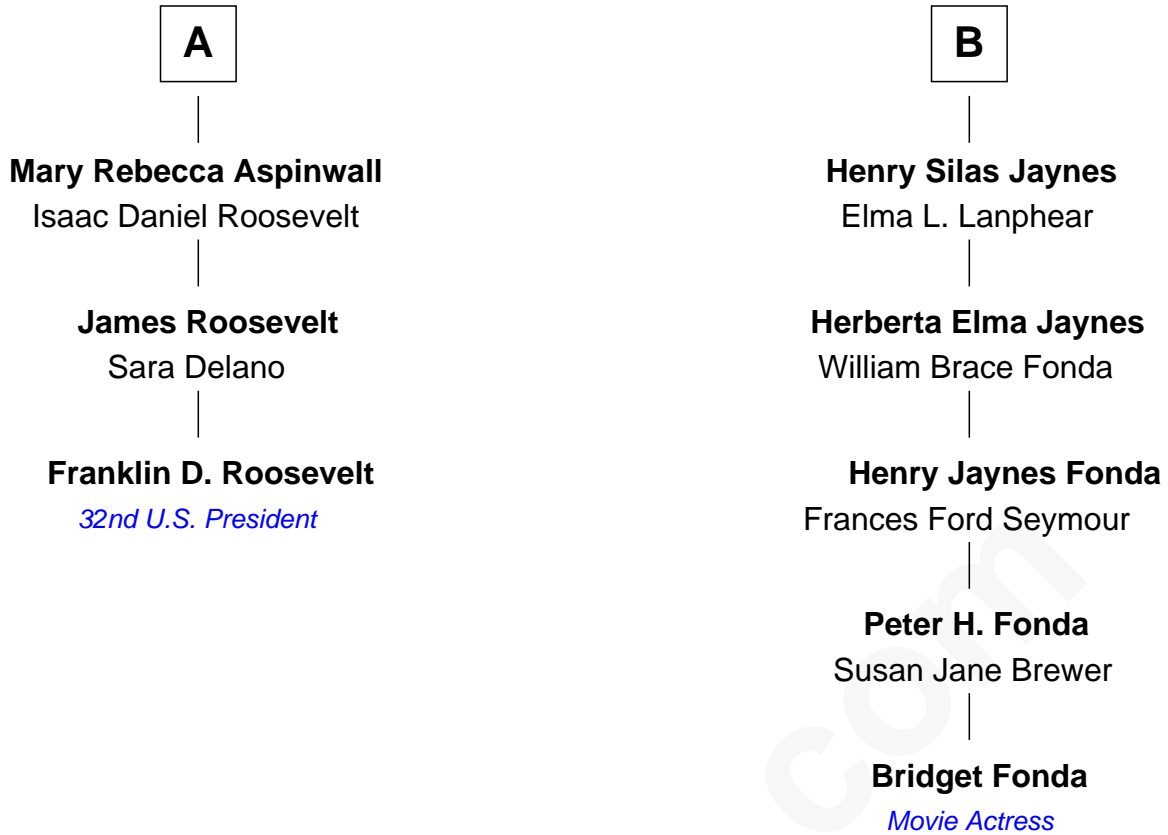 A
Mary Rebecca Aspinwall
Isaac Daniel Roosevelt
James Roosevelt
Sara Delano
Franklin D. Roosevelt
32nd U.S. President
B
Henry Silas Jaynes
Elma L. Lanphear
Herberta Elma Jaynes
William Brace Fonda
Henry Jaynes Fonda
Frances Ford Seymour
Peter H. Fonda
Susan Jane Brewer
Bridget Fonda
Movie Actress
com